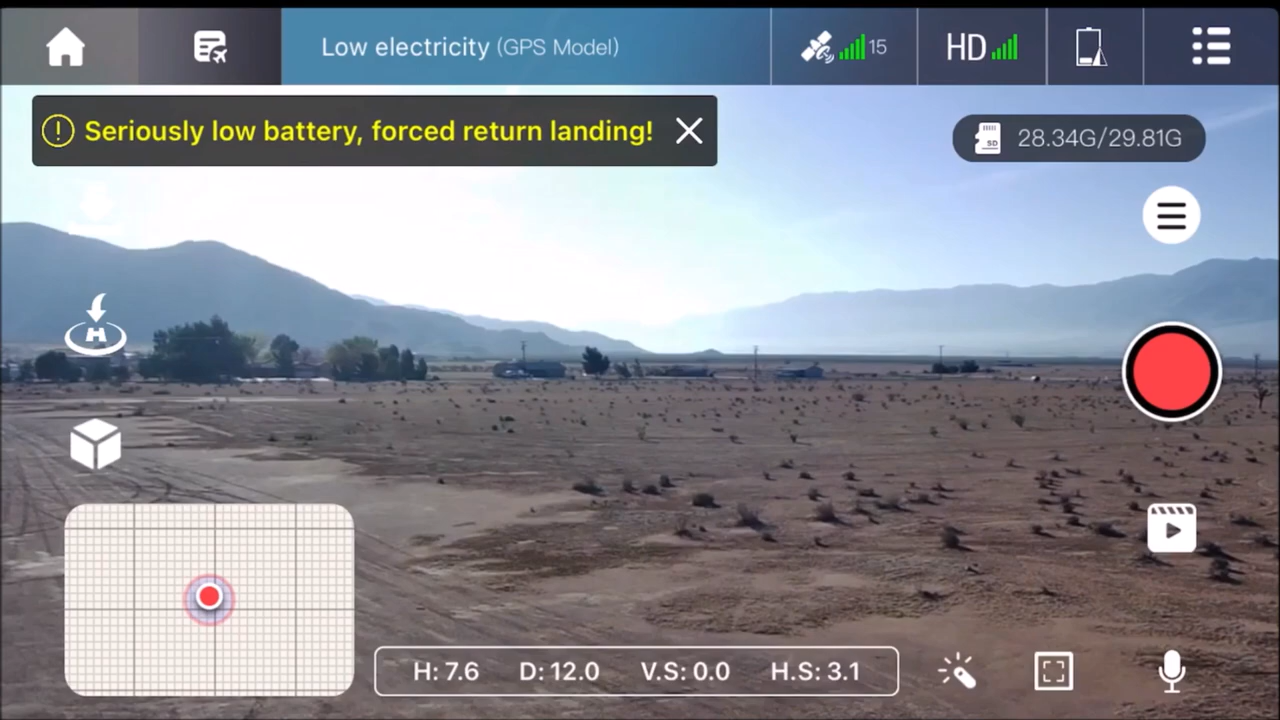 Low electricity (GPS Model)
15
HD
Seriously low battery, forced return landing!
SD
28.34G/29.81G
H
H: 7.6 D: 12.0 V.S: 0.0 H.S: 3.1